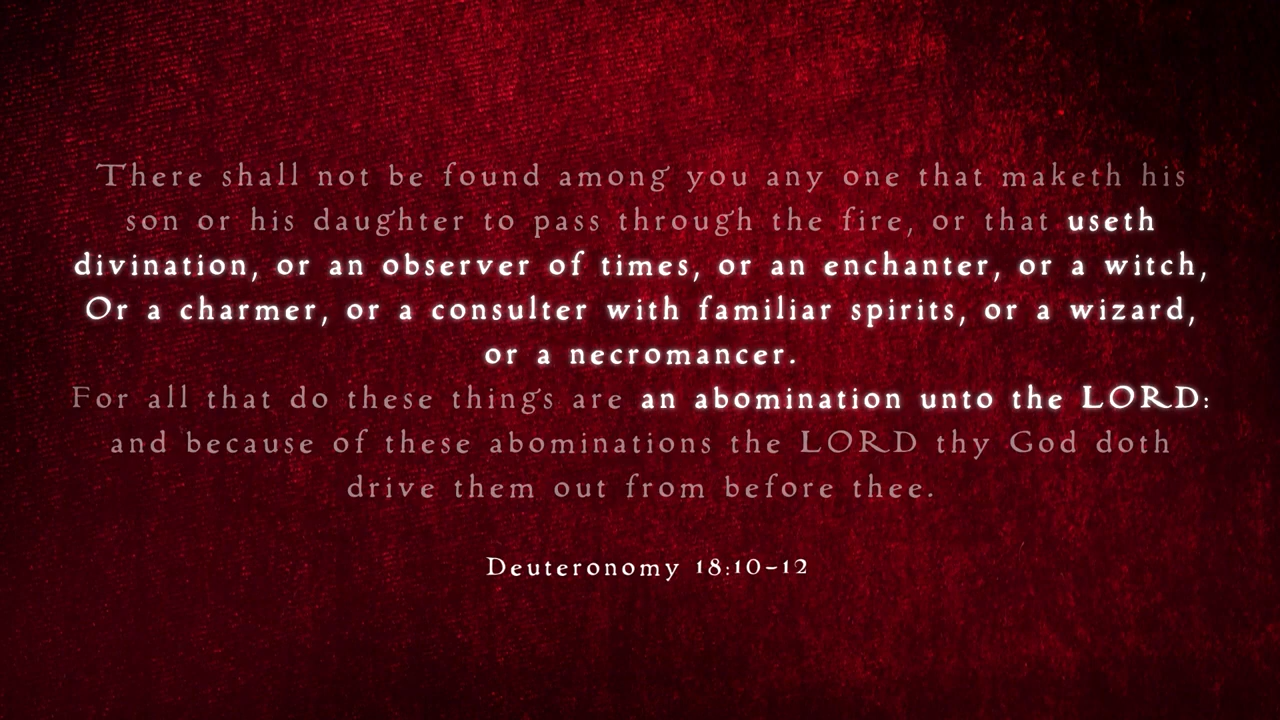 There shall not be found among you any one that maketh his
son or his daughter to pass through the fire, or that useth
divination, or an observer of times, or an enchanter, or a witch,
Or a charmer, or a consulter with familiar spirits, or a wizard,
or a necromancer.
For all that do these things are an abomination unto the LORD:
and because of these abominations the LORD thy God doth
drive them out from before thee.
Deuteronomy 18:10-12